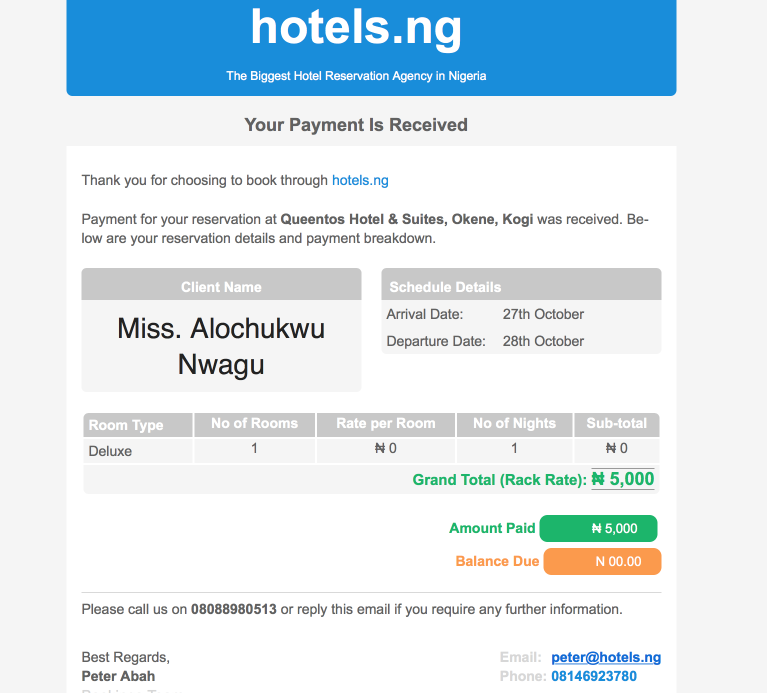 hotels.ng
The Biggest Hotel Reservation Agency in Nigeria
Your Payment Is Received
Thank you for choosing to book through hotels.ng
Payment for your reservation at Queentos Hotel & Suites, Okene, Kogi was received. Be-
low are your reservation details and payment breakdown.
Client Name
Miss. Alochukwu
Nwagu
Schedule Details
Arrival Date: 27th October
Departure Date: 28th October
Room Type No of Rooms Rate per Room No of Nights Sub-total
Deluxe 1 ₦ 0 1 ₦ 0
Grand Total (Rack Rate): ₦ 5,000
Amount Paid ₦ 5,000
Balance Due N 00.00
Please call us on 08088980513 or reply this email if you require any further information.
Best Regards,
Peter Abah
Email: peter@hotels.ng
Phone: 08146923780